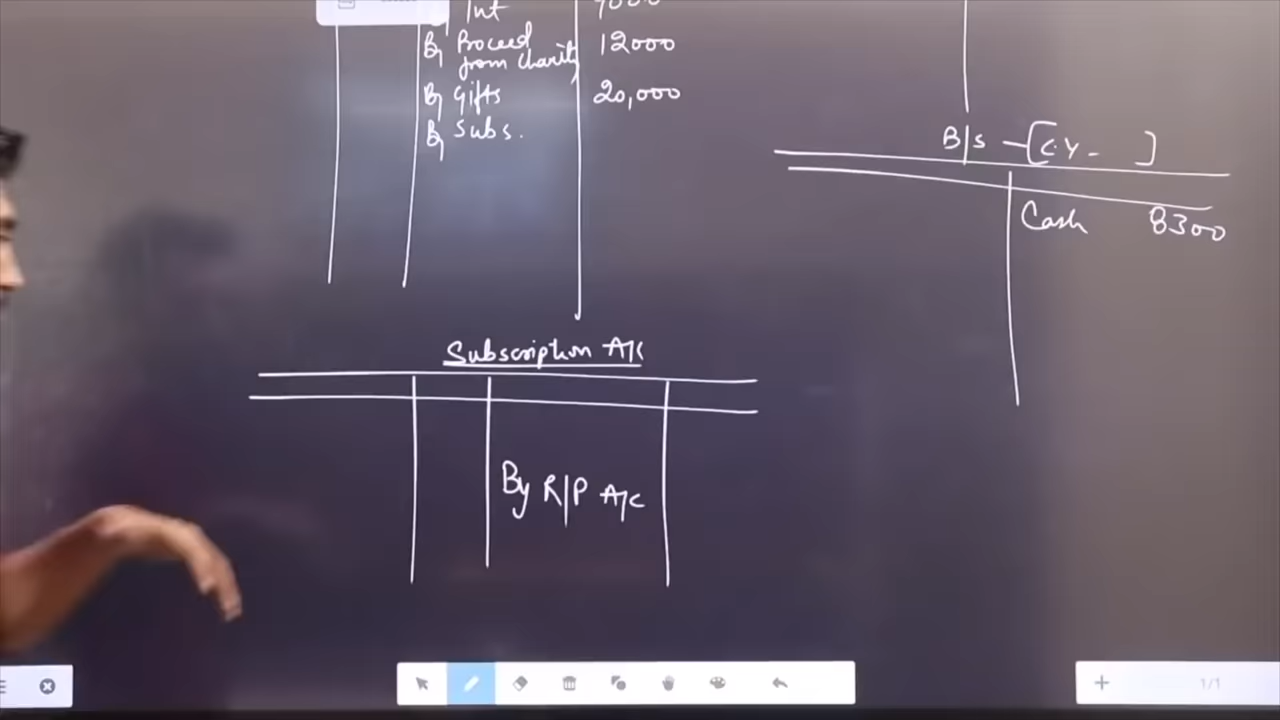 Int
By Proceed 12000
from charity
By Gifts 20,000
By Subs.
B/S - [C.Y. - ]
Cash 8300
Subscription A/C
By R/P A/C
1/1